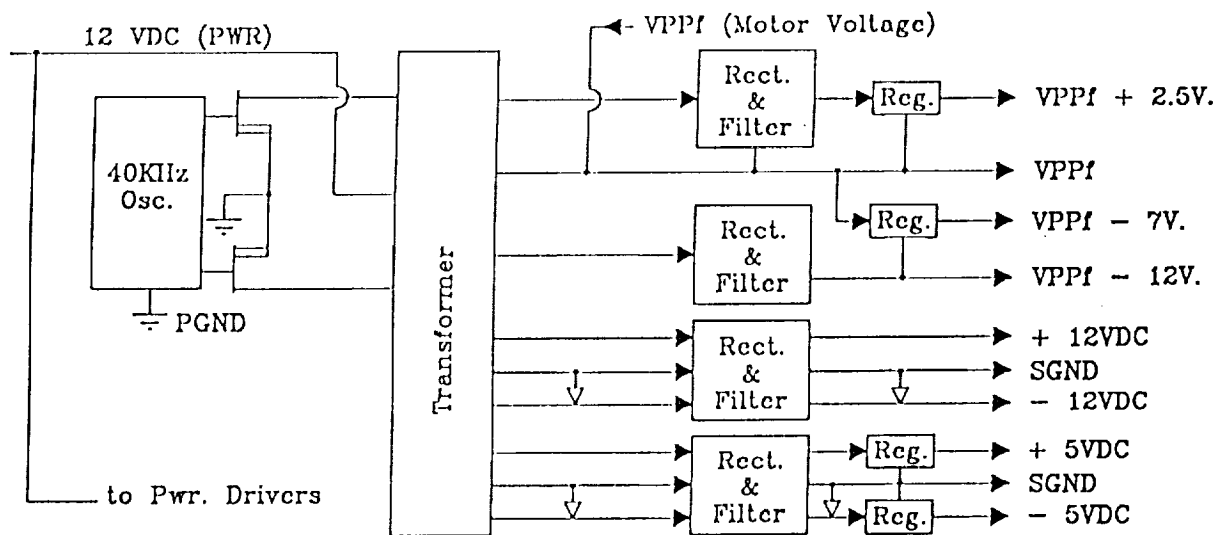 12 VDC (PWR)
VPPf (Motor Voltage)
40KHz
Osc.
PGND
to Pwr. Drivers
Transformer
Rect.
&
Filter
Reg.
VPPf + 2.5V.
VPPf
Rect.
&
Filter
Reg.
VPPf - 7V.
VPPf - 12V.
Rect.
&
Filter
+ 12VDC
SGND
- 12VDC
Rect.
&
Filter
Reg.
Reg.
+ 5VDC
SGND
- 5VDC